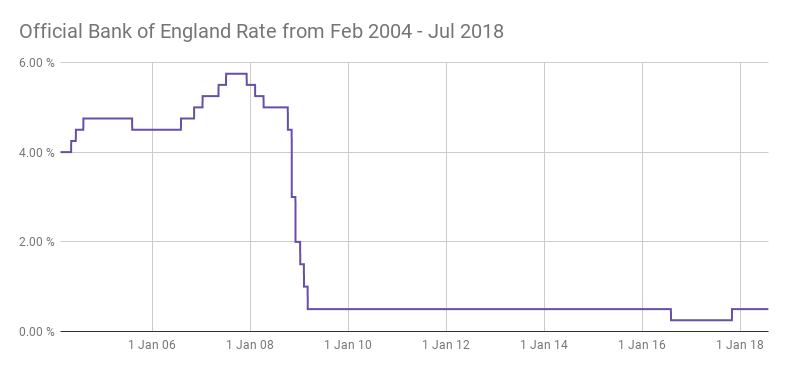 Official Bank of England Rate from Feb 2004 - Jul 2018
6.00 %
4.00 %
2.00 %
0.00 %
1 Jan 06 1 Jan 08 1 Jan 10 1 Jan 12 1 Jan 14 1 Jan 16 1 Jan 18